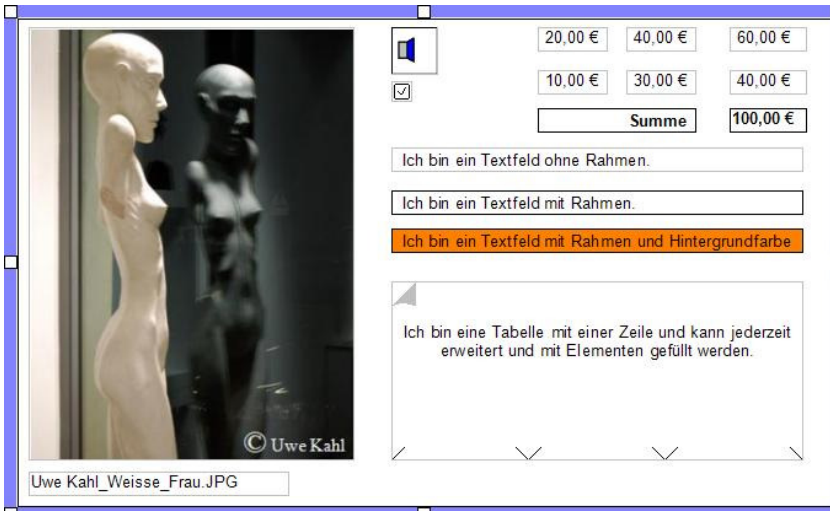 20,00 € 40,00 € 60,00 €
10,00 € 30,00 € 40,00 €
Summe 100,00 €
Ich bin ein Textfeld ohne Rahmen.
Ich bin ein Textfeld mit Rahmen.
Ich bin ein Textfeld mit Rahmen und Hintergrundfarbe
Ich bin eine Tabelle mit einer Zeile und kann jederzeit
erweitert und mit Elementen gefüllt werden.
© Uwe Kahl
Uwe Kahl_Weisse_Frau.JPG